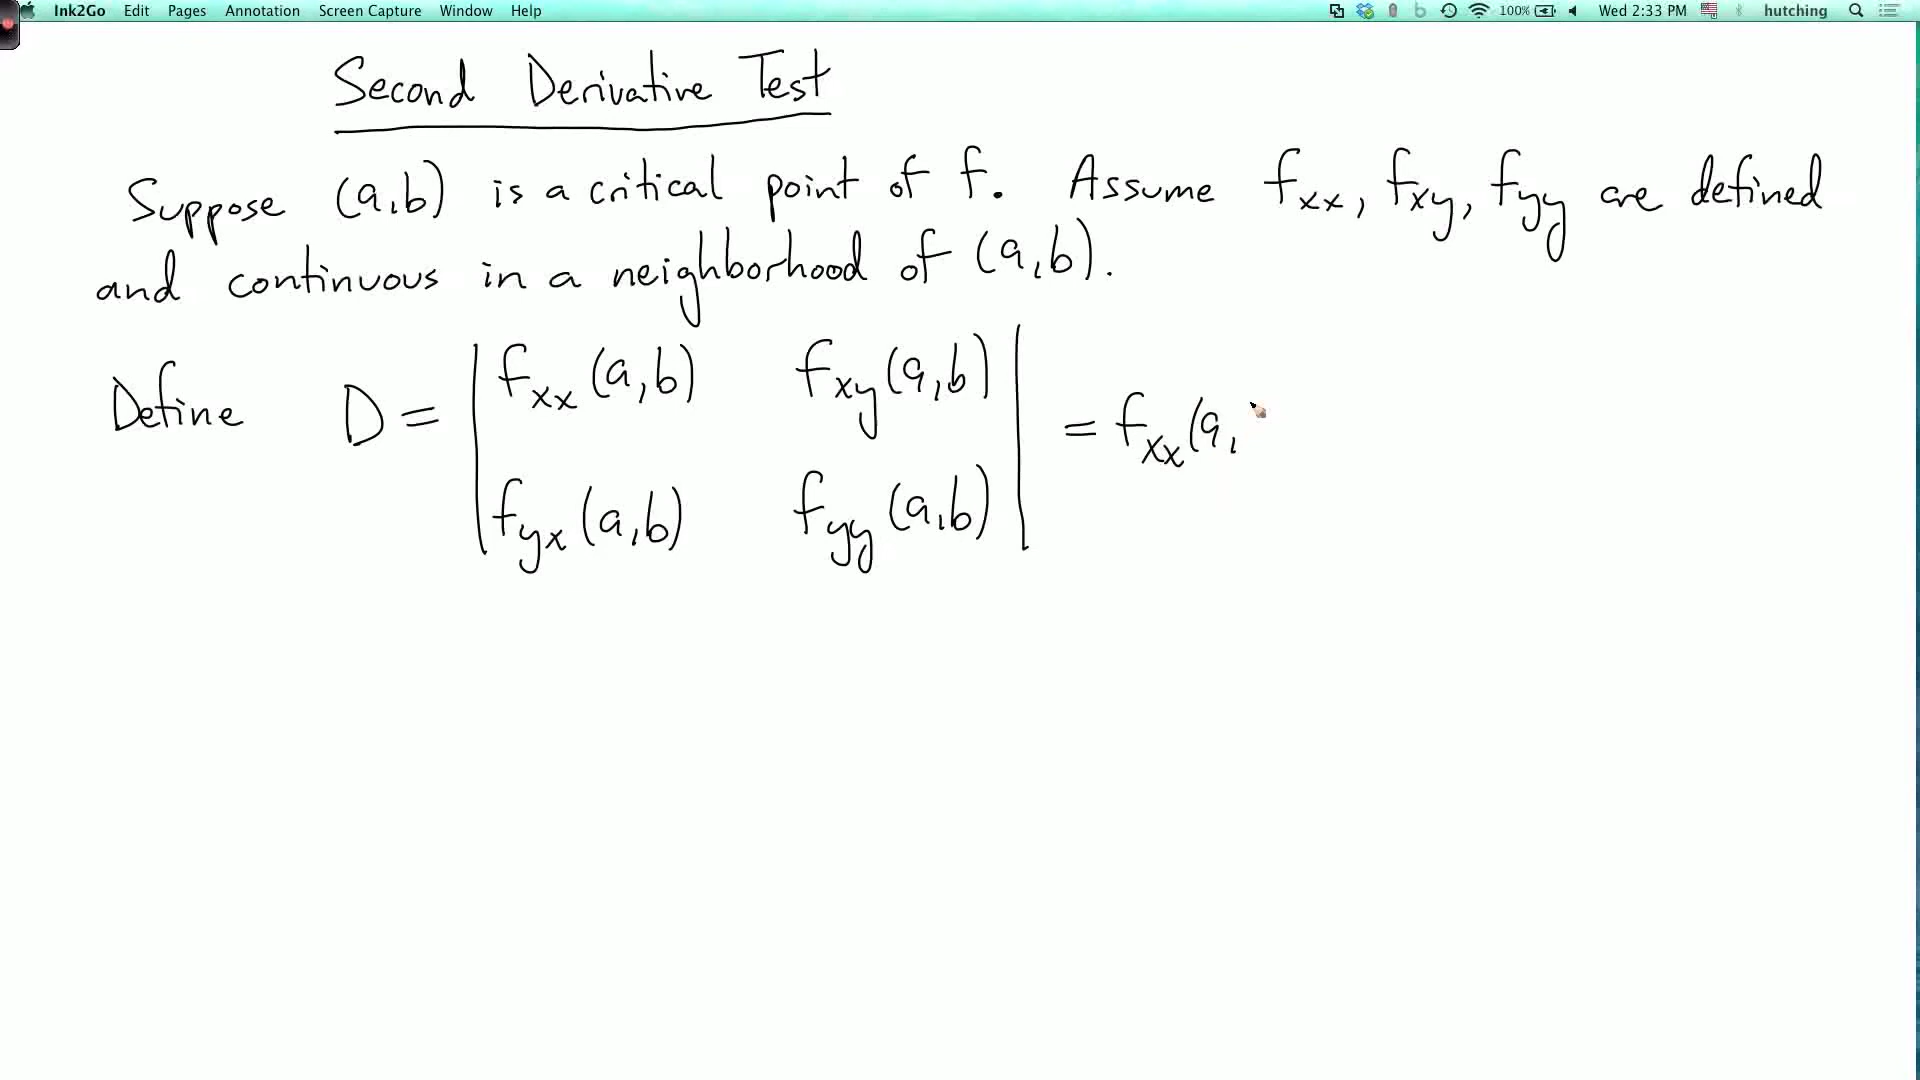 Ink2Go Edit Pages Annotation Screen Capture Window Help 100% Wed 2:33 PM hutching
Second Derivative Test
Suppose (a,b) is a critical point of f. Assume fxx, fxy, fyy are defined
and continuous in a neighborhood of (a,b).
Define D = | fxx(a,b) fxy(a,b) | = fxx(a,
| fyx(a,b) fyy(a,b) |